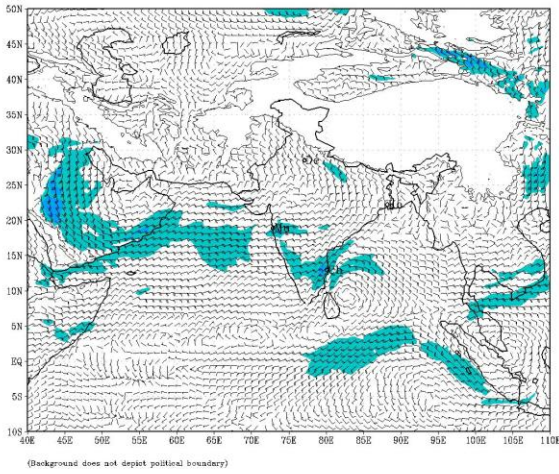 50N
45N
40N
35N
30N
25N
20N
15N
10N
5N
EQ
5S
10S
40E 45E 50E 55E 60E 65E 70E 75E 80E 85E 90E 95E 100E 105E 110E
(Background does not depict political boundary)